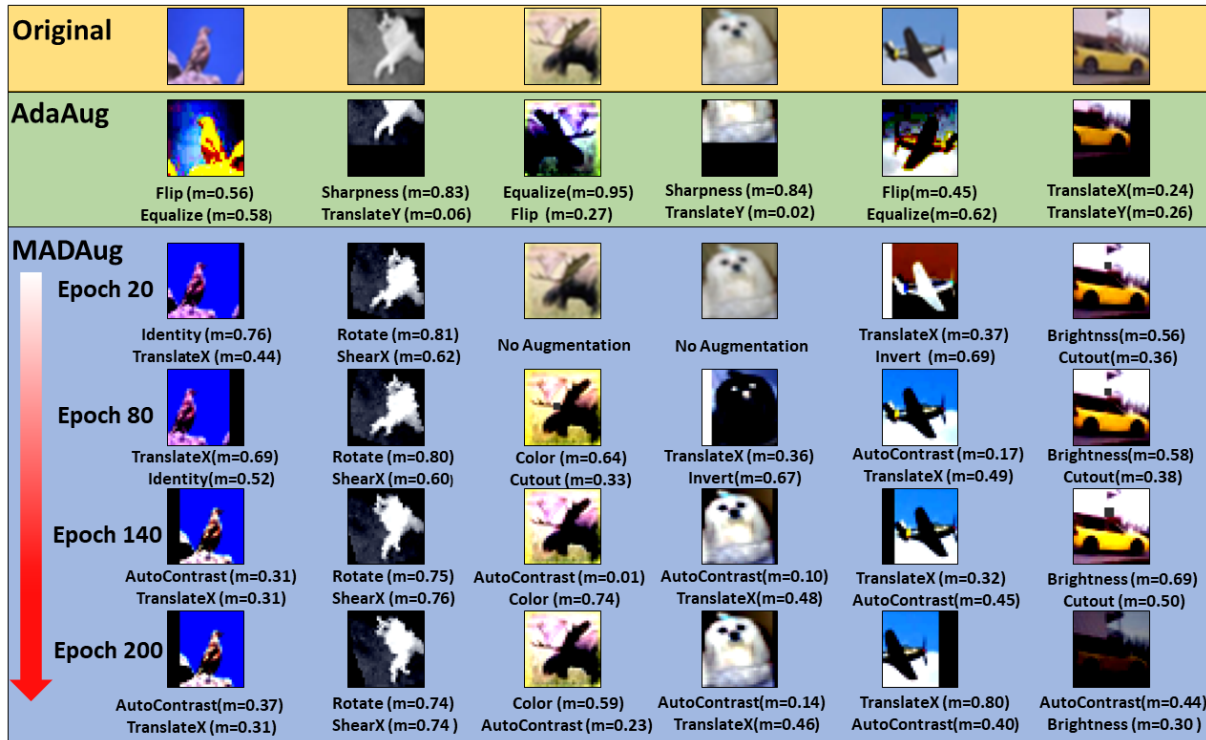 Original
AdaAug
Flip (m=0.56) Sharpness (m=0.83) Equalize(m=0.95) Sharpness (m=0.84) Flip(m=0.45) TranslateX(m=0.24)
Equalize (m=0.58) TranslateY (m=0.06) Flip (m=0.27) TranslateY (m=0.02) Equalize(m=0.62) TranslateY(m=0.26)
MADAug
Epoch 20
Identity (m=0.76) Rotate (m=0.81) No Augmentation No Augmentation TranslateX (m=0.37) Brightnss(m=0.56)
TranslateX (m=0.44) ShearX (m=0.62) Invert (m=0.69) Cutout(m=0.36)
Epoch 80
TranslateX(m=0.69) Rotate (m=0.80) Color (m=0.64) TranslateX (m=0.36) AutoContrast(m=0.17) Brightness(m=0.58)
Identity(m=0.52) ShearX (m=0.60) Cutout (m=0.33) Invert(m=0.67) TranslateX (m=0.49) Cutout(m=0.38)
Epoch 140
AutoContrast (m=0.31) Rotate (m=0.75) AutoContrast (m=0.01) AutoContrast(m=0.10) TranslateX (m=0.32) Brightness (m=0.69)
TranslateX (m=0.31) ShearX (m=0.76) Color (m=0.74) TranslateX(m=0.48) AutoContrast(m=0.45) Cutout (m=0.50)
Epoch 200
AutoContrast(m=0.37) Rotate (m=0.74) Color (m=0.59) AutoContrast(m=0.14) TranslateX (m=0.80) AutoContrast(m=0.44)
TranslateX (m=0.31) ShearX (m=0.74 ) AutoContrast (m=0.23) TranslateX(m=0.46) AutoContrast(m=0.40) Brightness (m=0.30 )